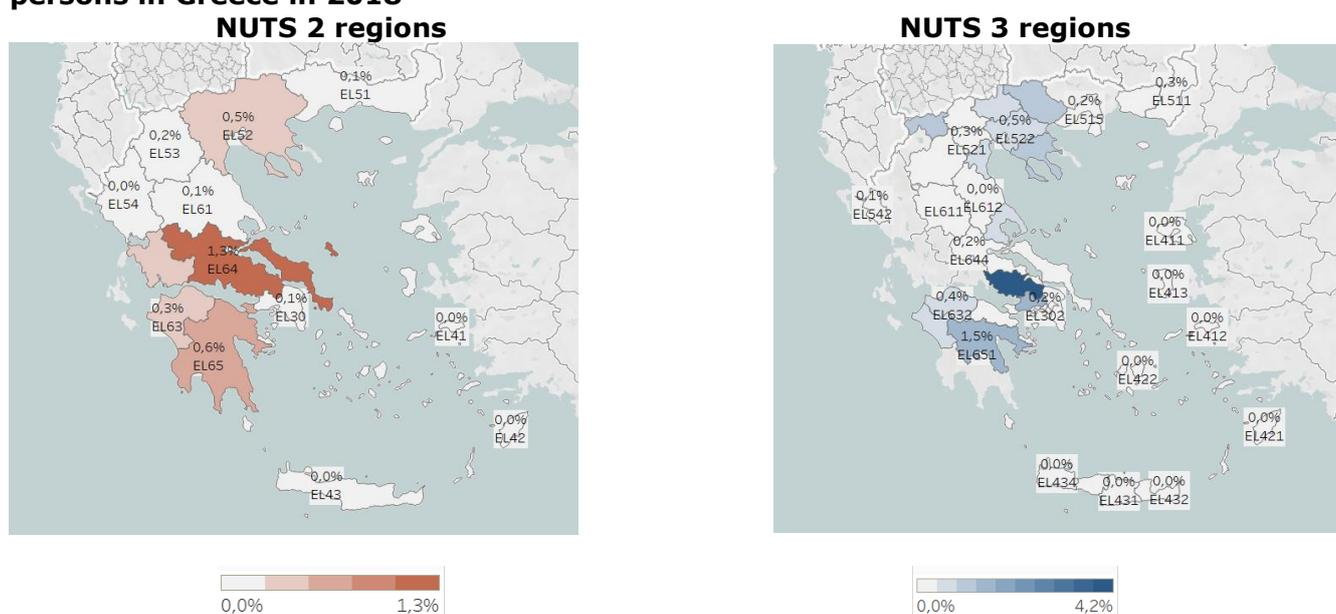 persons in Greece in 2018
NUTS 2 regions
0,1%
EL51
0,5%
EL52
0,2%
EL53
0,0%
EL54
0,1%
EL61
1,3%
EL64
0,3%
EL63
0,1%
EL30
0,6%
EL65
0,0%
EL41
0,0%
EL42
0,0%
EL43
0,0%
1,3%
NUTS 3 regions
0,3%
EL511
0,2%
EL515
0,5%
EL522
0,3%
EL521
0,1%
EL542
0,0%
EL611
EL612
0,2%
EL644
0,0%
EL411
0,0%
EL413
0,4%
EL632
0,2%
EL302
0,0%
EL412
1,5%
EL651
0,0%
EL422
0,0%
EL421
0,0%
EL434
0,0%
EL431
0,0%
EL432
0,0%
4,2%